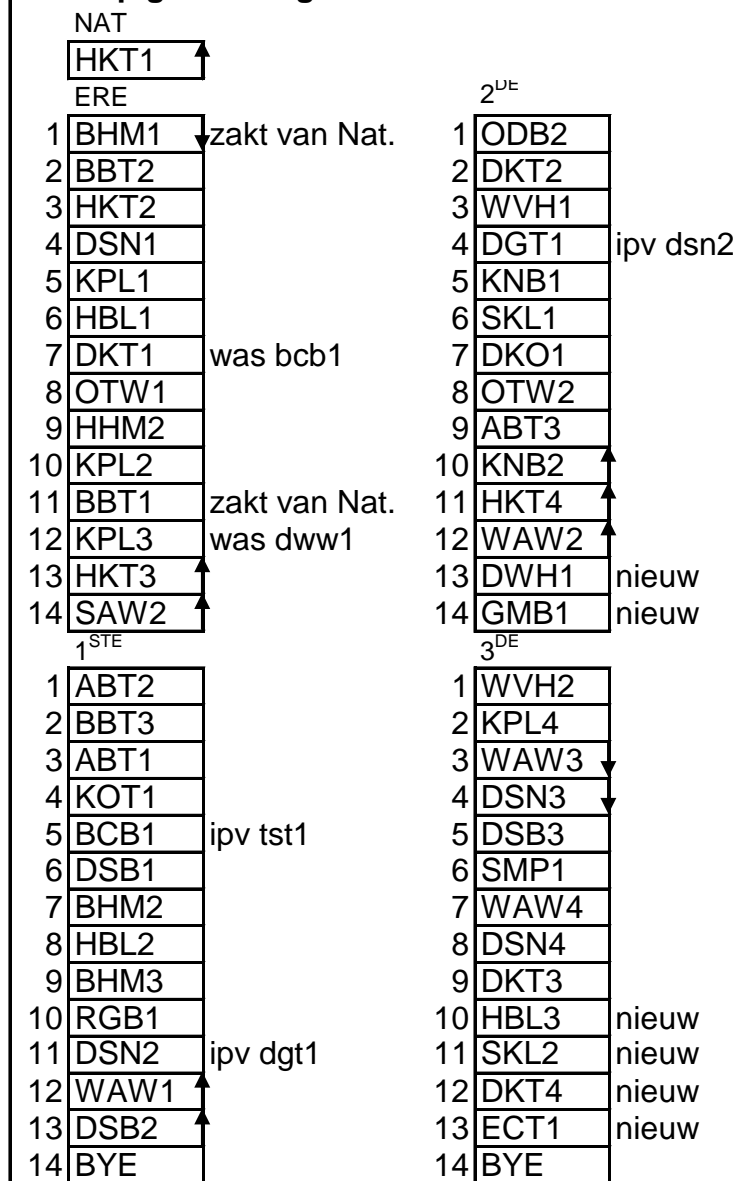 NAT
HKT1
ERE
1 BHM1 zakt van Nat.
2 BBT2
3 HKT2
4 DSN1
5 KPL1
6 HBL1
7 DKT1 was bcb1
8 OTW1
9 HHM2
10 KPL2
11 BBT1 zakt van Nat.
12 KPL3 was dww1
13 HKT3
14 SAW2
2DE
1 ODB2
2 DKT2
3 WVH1
4 DGT1 ipv dsn2
5 KNB1
6 SKL1
7 DKO1
8 OTW2
9 ABT3
10 KNB2
11 HKT4
12 WAW2
13 DWH1 nieuw
14 GMB1 nieuw
1STE
1 ABT2
2 BBT3
3 ABT1
4 KOT1
5 BCB1 ipv tst1
6 DSB1
7 BHM2
8 HBL2
9 BHM3
10 RGB1
11 DSN2 ipv dgt1
12 WAW1
13 DSB2
14 BYE
3DE
1 WVH2
2 KPL4
3 WAW3
4 DSN3
5 DSB3
6 SMP1
7 WAW4
8 DSN4
9 DKT3
10 HBL3 nieuw
11 SKL2 nieuw
12 DKT4 nieuw
13 ECT1 nieuw
14 BYE